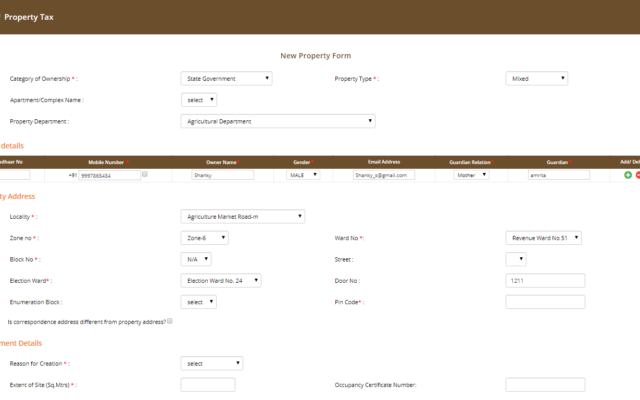 Property Tax
New Property Form
Category of Ownership * : State Government Property Type * : Mixed
Apartment/Complex Name : select
Property Department : Agricultural Department
details
dhaar No Mobile Number * Owner Name * Gender * Email Address Guardian Relation * Guardian * Add/ Del
+91 9997865434 Shanky MALE Shanky_x@gmail.com Mother amrita
ty Address
Locality * : Agriculture Market Road-m
Zone no * : Zone-6 Ward No *: Revenue Ward No 51
Block No * : N/A Street :
Election Ward* : Election Ward No, 24 Door No : 1211
Enumeration Block : select Pin Code* :
Is correspondence address different from property address?
ment Details
Reason for Creation * : select
Extent of Site (Sq.Mtrs) * : Occupancy Certificate Number: